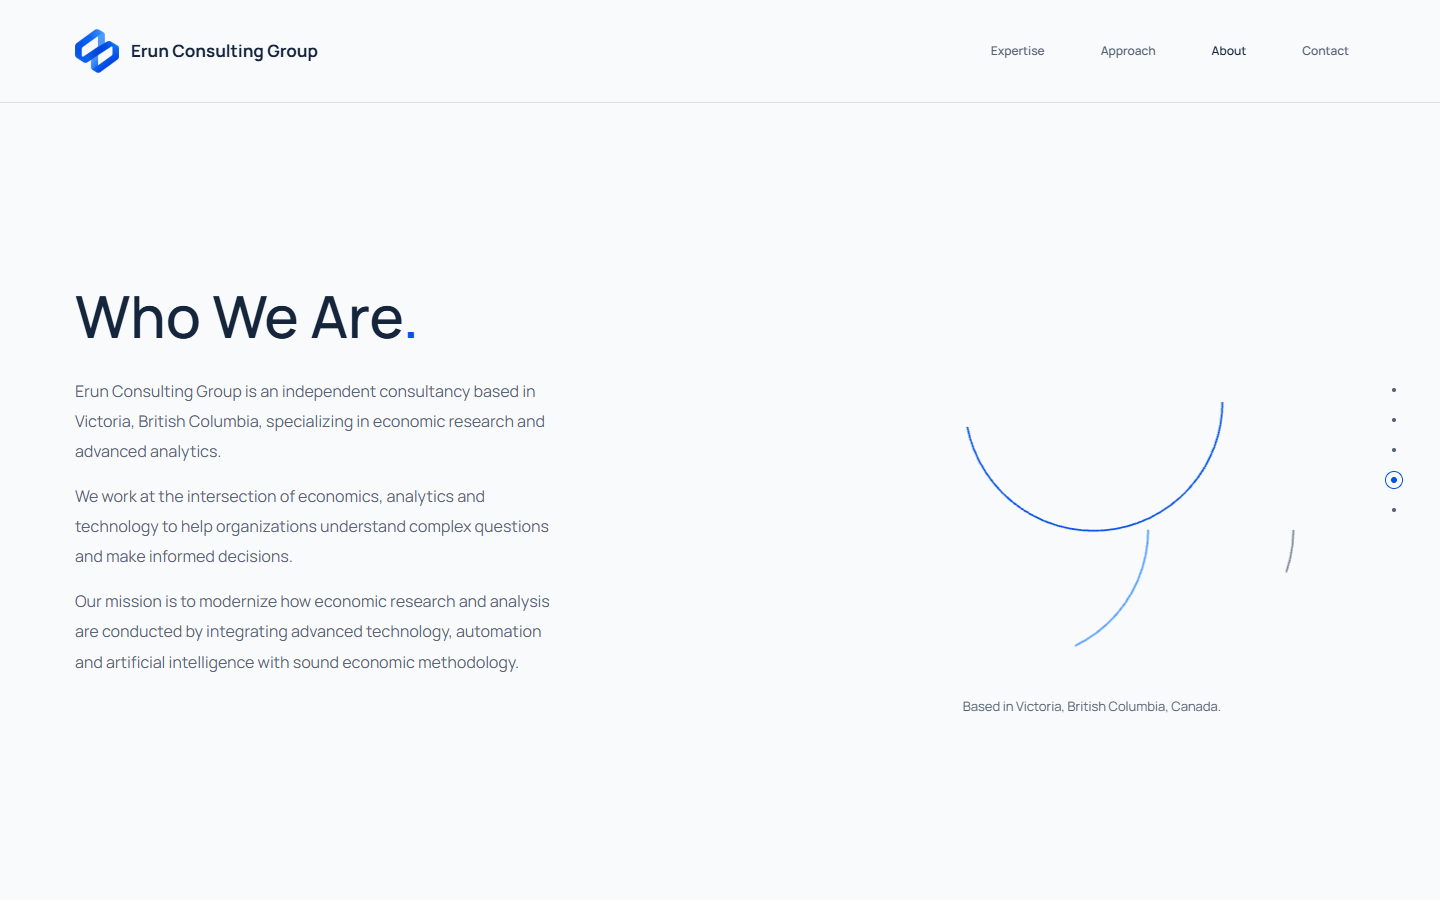 Erun Consulting Group
Expertise
Approach
About
Contact
Who We Are.
Erun Consulting Group is an independent consultancy based in
Victoria, British Columbia, specializing in economic research and
advanced analytics.
We work at the intersection of economics, analytics and
technology to help organizations understand complex questions
and make informed decisions.
Our mission is to modernize how economic research and analysis
are conducted by integrating advanced technology, automation
and artificial intelligence with sound economic methodology.
Based in Victoria, British Columbia, Canada.